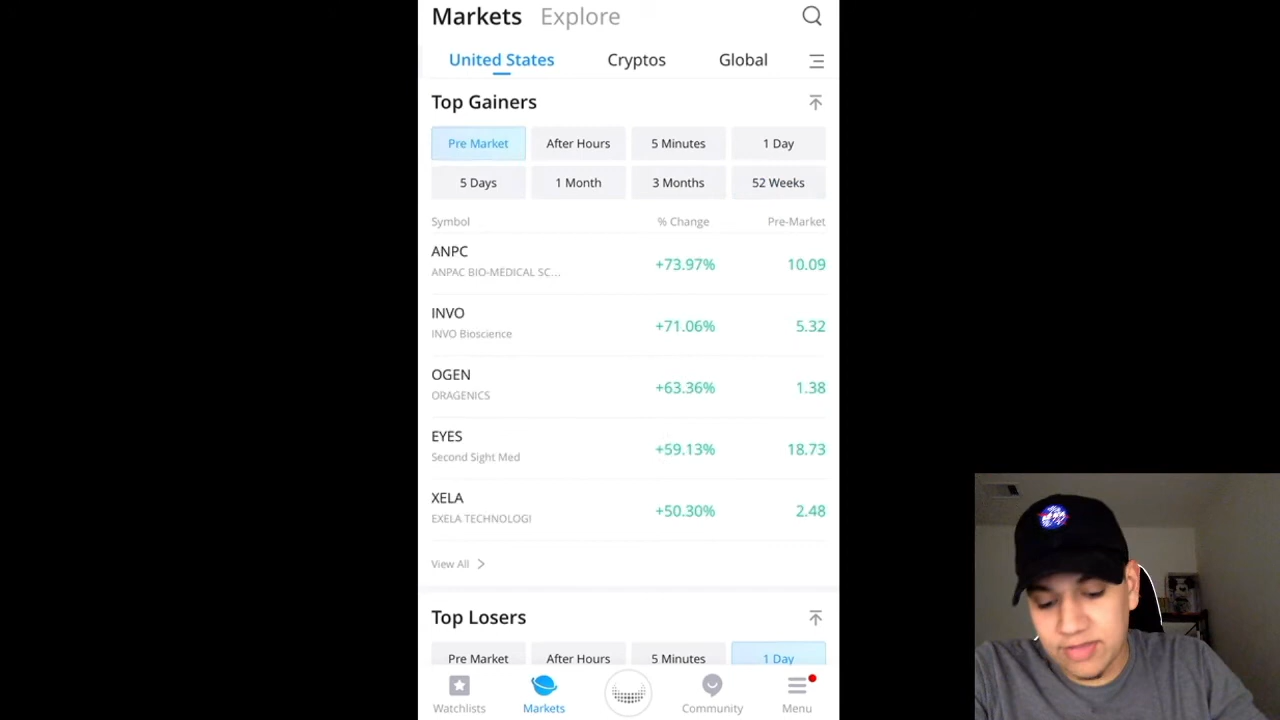 Markets Explore
United States Cryptos Global
Top Gainers
Pre Market After Hours 5 Minutes 1 Day
5 Days 1 Month 3 Months 52 Weeks
Symbol % Change Pre-Market
ANPC
ANPAC BIO-MEDICAL SC... +73.97% 10.09
INVO
INVO Bioscience +71.06% 5.32
OGEN
ORAGENICS +63.36% 1.38
EYES
Second Sight Med +59.13% 18.73
XELA
EXELA TECHNOLOGI +50.30% 2.48
View All
Top Losers
Pre Market After Hours 5 Minutes 1 Day
Watchlists Markets Community Menu